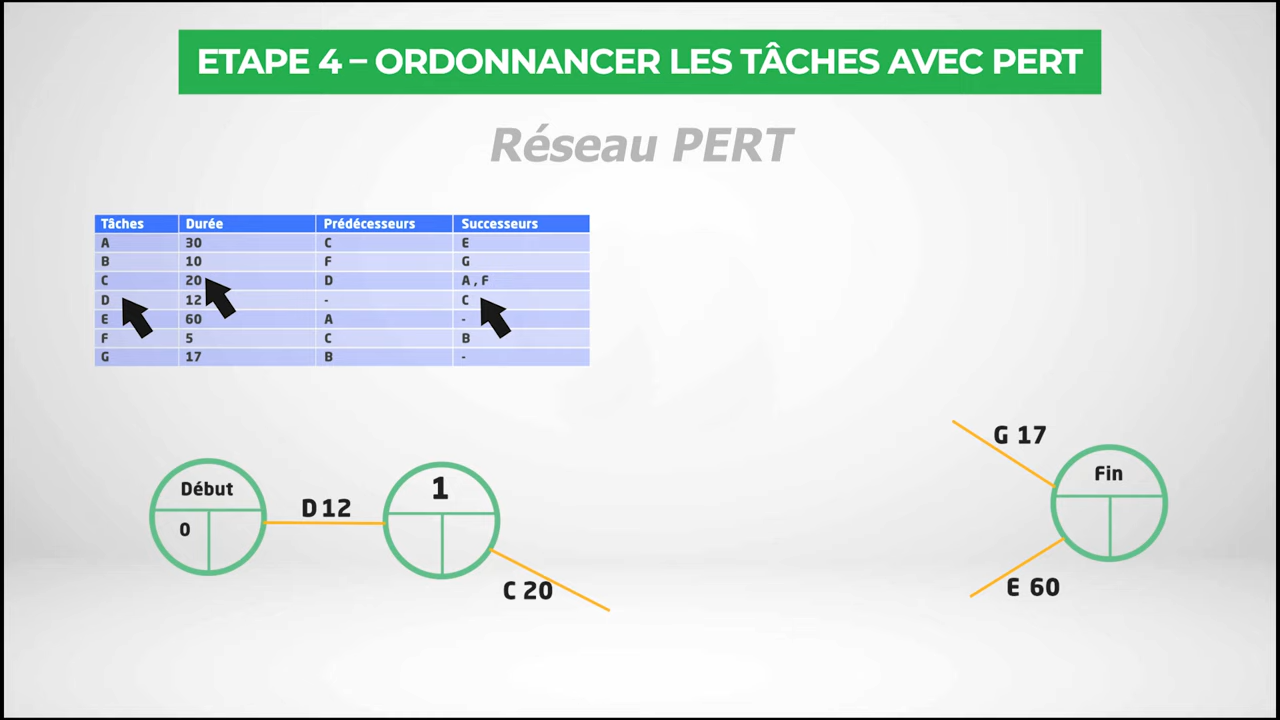 ETAPE 4 – ORDONNANCER LES TÂCHES AVEC PERT
Réseau PERT
Tâches Durée Prédécesseurs Successeurs
A 30 C E
B 10 F G
C 20 D A , F
D 12 - C
E 60 A -
F 5 C B
G 17 B -
Début
0
D 12
1
C 20
G 17
Fin
E 60